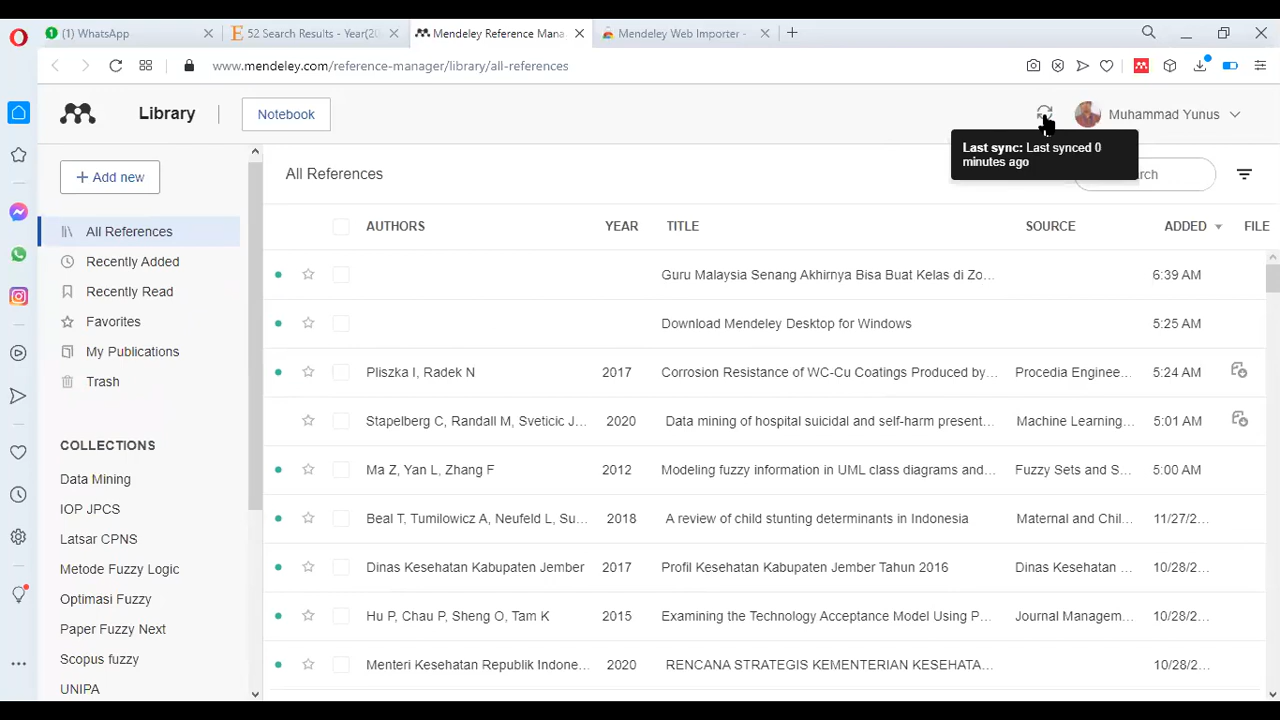 1 (1) WhatsApp
52 Search Results - Year(20
Mendeley Reference Mana
Mendeley Web Importer -
www.mendeley.com/reference-manager/library/all-references
Library
Notebook
Muhammad Yunus
Last sync: Last synced 0
minutes ago
+ Add new
All References
Recently Added
Recently Read
Favorites
My Publications
Trash
COLLECTIONS
Data Mining
IOP JPCS
Latsar CPNS
Metode Fuzzy Logic
Optimasi Fuzzy
Paper Fuzzy Next
Scopus fuzzy
UNIPA
All References
AUTHORS YEAR TITLE SOURCE ADDED FILE
Guru Malaysia Senang Akhirnya Bisa Buat Kelas di Zo… 6:39 AM
Download Mendeley Desktop for Windows 5:25 AM
Pliszka I, Radek N 2017 Corrosion Resistance of WC-Cu Coatings Produced by… Procedia Enginee… 5:24 AM
Stapelberg C, Randall M, Sveticic J… 2020 Data mining of hospital suicidal and self-harm present… Machine Learning… 5:01 AM
Ma Z, Yan L, Zhang F 2012 Modeling fuzzy information in UML class diagrams and… Fuzzy Sets and S… 5:00 AM
Beal T, Tumilowicz A, Neufeld L, Su… 2018 A review of child stunting determinants in Indonesia Maternal and Chil… 11/27/2…
Dinas Kesehatan Kabupaten Jember 2017 Profil Kesehatan Kabupaten Jember Tahun 2016 Dinas Kesehatan … 10/28/2…
Hu P, Chau P, Sheng O, Tam K 2015 Examining the Technology Acceptance Model Using P… Journal Managem… 10/28/2…
Menteri Kesehatan Republik Indone… 2020 RENCANA STRATEGIS KEMENTERIAN KESEHATA… 10/28/2…